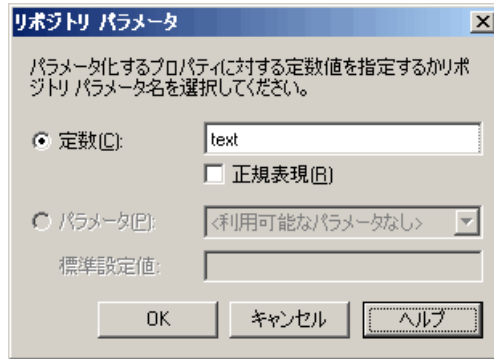 リポジトリ パラメータ
パラメータ化するプロパティに対する定数値を指定するかリポ
ジトリ パラメータ名を選択してください。
定数(C): text
正規表現(R)
パラメータ(P): <利用可能なパラメータなし>
標準設定値:
OK キャンセル ヘルプ